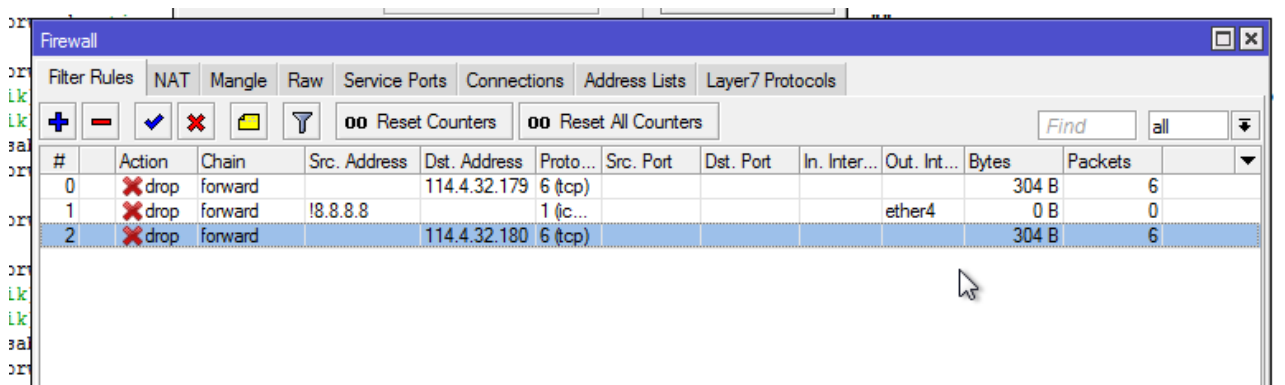 Firewall
Filter Rules NAT Mangle Raw Service Ports Connections Address Lists Layer7 Protocols
00 Reset Counters 00 Reset All Counters Find all
# Action Chain Src. Address Dst. Address Proto... Src. Port Dst. Port In. Inter... Out. Int... Bytes Packets
0 drop forward 114.4.32.179 6 (tcp) 304 B 6
1 drop forward !8.8.8.8 1 (ic... ether4 0 B 0
2 drop forward 114.4.32.180 6 (tcp) 304 B 6